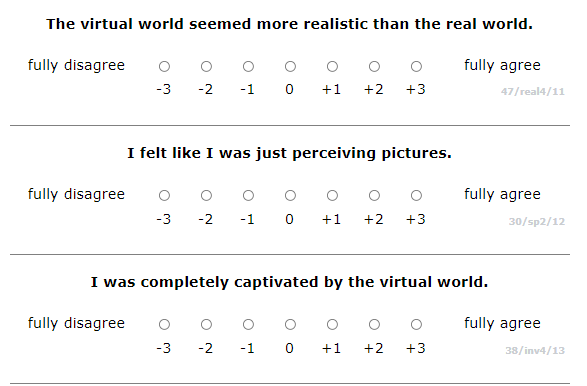 The virtual world seemed more realistic than the real world.
fully disagree fully agree
-3 -2 -1 0 +1 +2 +3
47/real4/11
I felt like I was just perceiving pictures.
fully disagree fully agree
-3 -2 -1 0 +1 +2 +3
30/sp2/12
I was completely captivated by the virtual world.
fully disagree fully agree
-3 -2 -1 0 +1 +2 +3
38/inv4/13